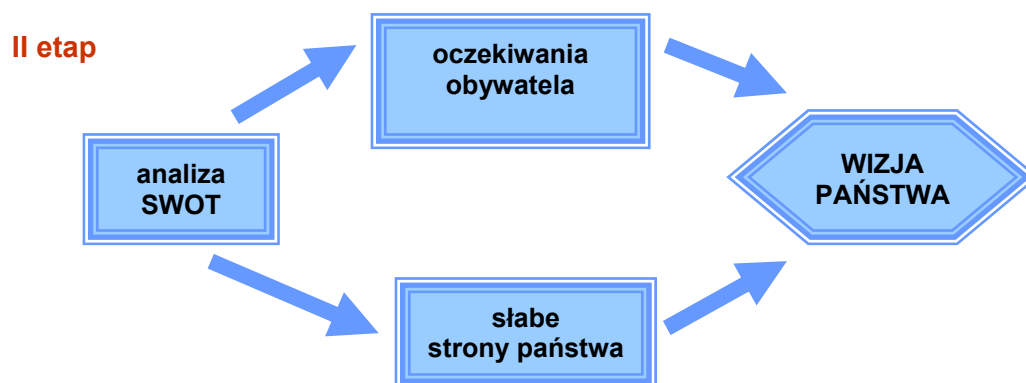 II etap
oczekiwania
obywatela
analiza
SWOT
WIZJA
PAŃSTWA
słabe
strony państwa